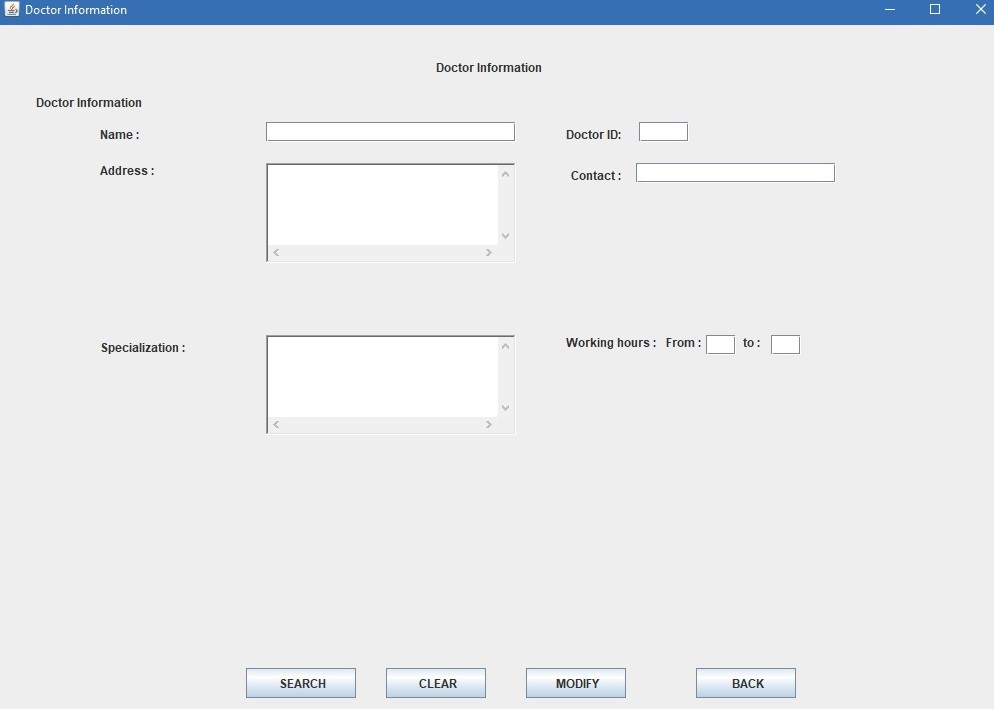 Doctor Information
Doctor Information
Doctor Information
Name :
Doctor ID:
Address :
Contact :
Specialization :
Working hours : From : to :
SEARCH CLEAR MODIFY BACK